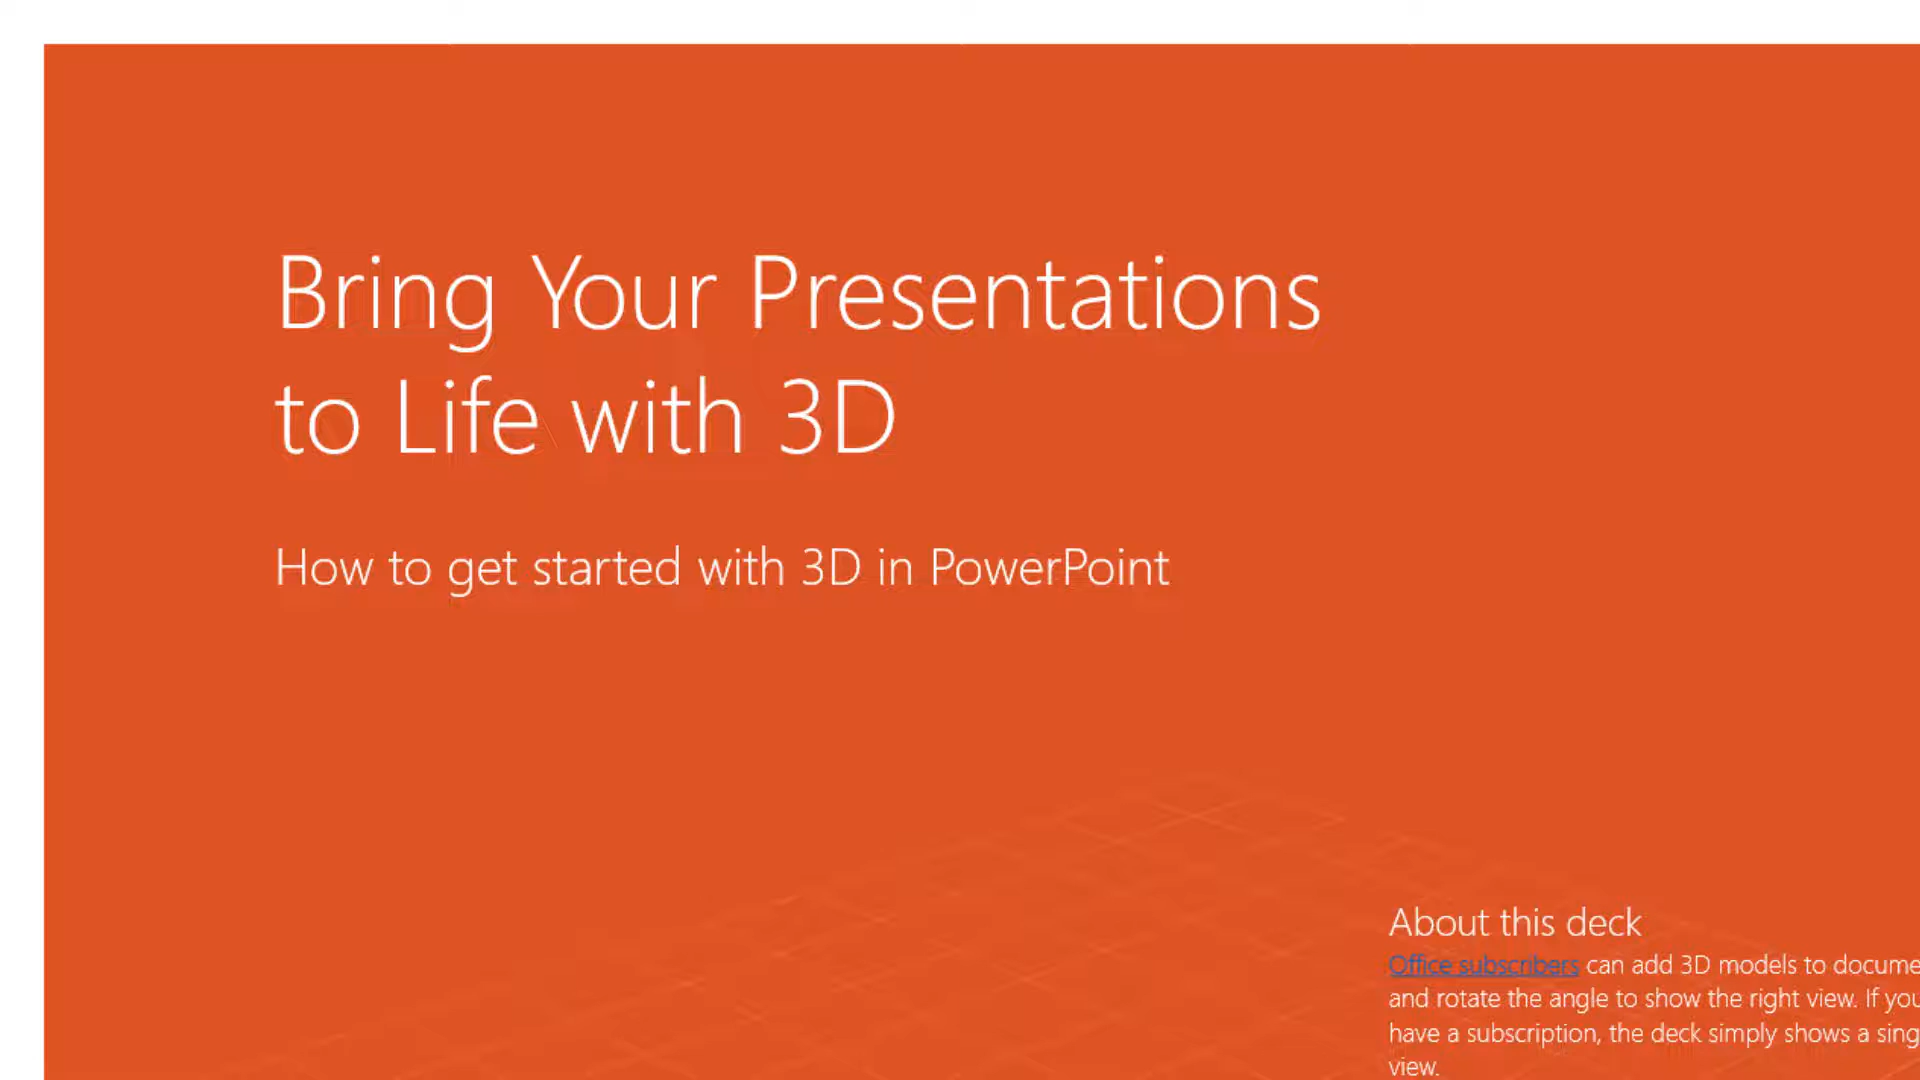 Bring Your Presentations
to Life with 3D
How to get started with 3D in PowerPoint
About this deck
Office subscribers can add 3D models to docume
and rotate the angle to show the right view. If you
have a subscription, the deck simply shows a sing
view.